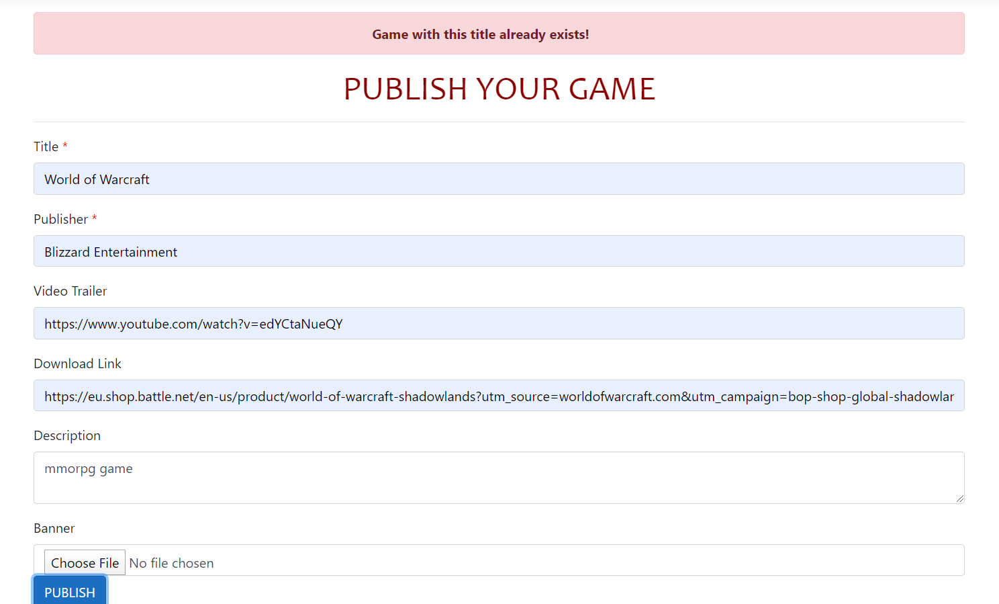 Game with this title already exists!
PUBLISH YOUR GAME
Title *
World of Warcraft
Publisher *
Blizzard Entertainment
Video Trailer
https://www.youtube.com/watch?v=edYCtaNueQY
Download Link
https://eu.shop.battle.net/en-us/product/world-of-warcraft-shadowlands?utm_source=worldofwarcraft.com&utm_campaign=bop-shop-global-shadowlar
Description
mmorpg game
Banner
Choose File No file chosen
PUBLISH